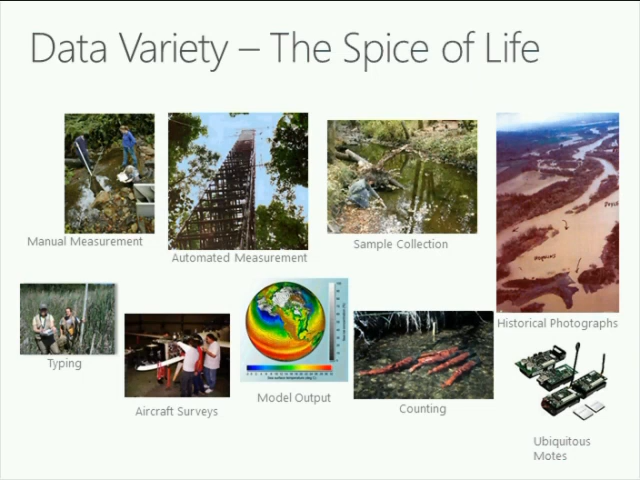 Data Variety – The Spice of Life
Manual Measurement
Automated Measurement
Sample Collection
Historical Photographs
Typing
Aircraft Surveys
Model Output
Counting
Ubiquitous
Motes